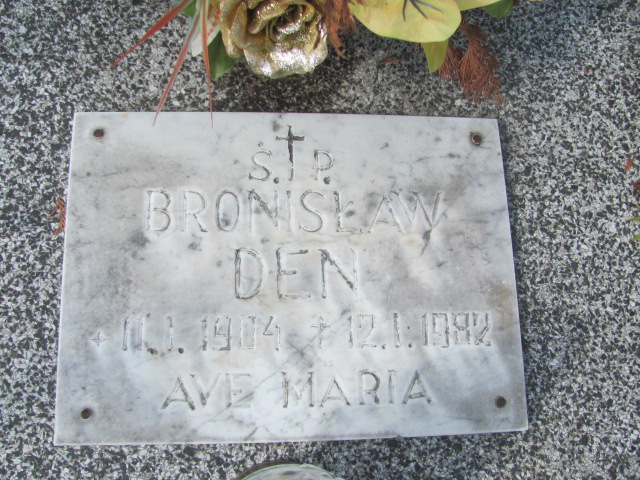 Ś.†P.
BRONISŁAW
DEN
* 11.1.1904 † 12.1.1982
AVE MARIA